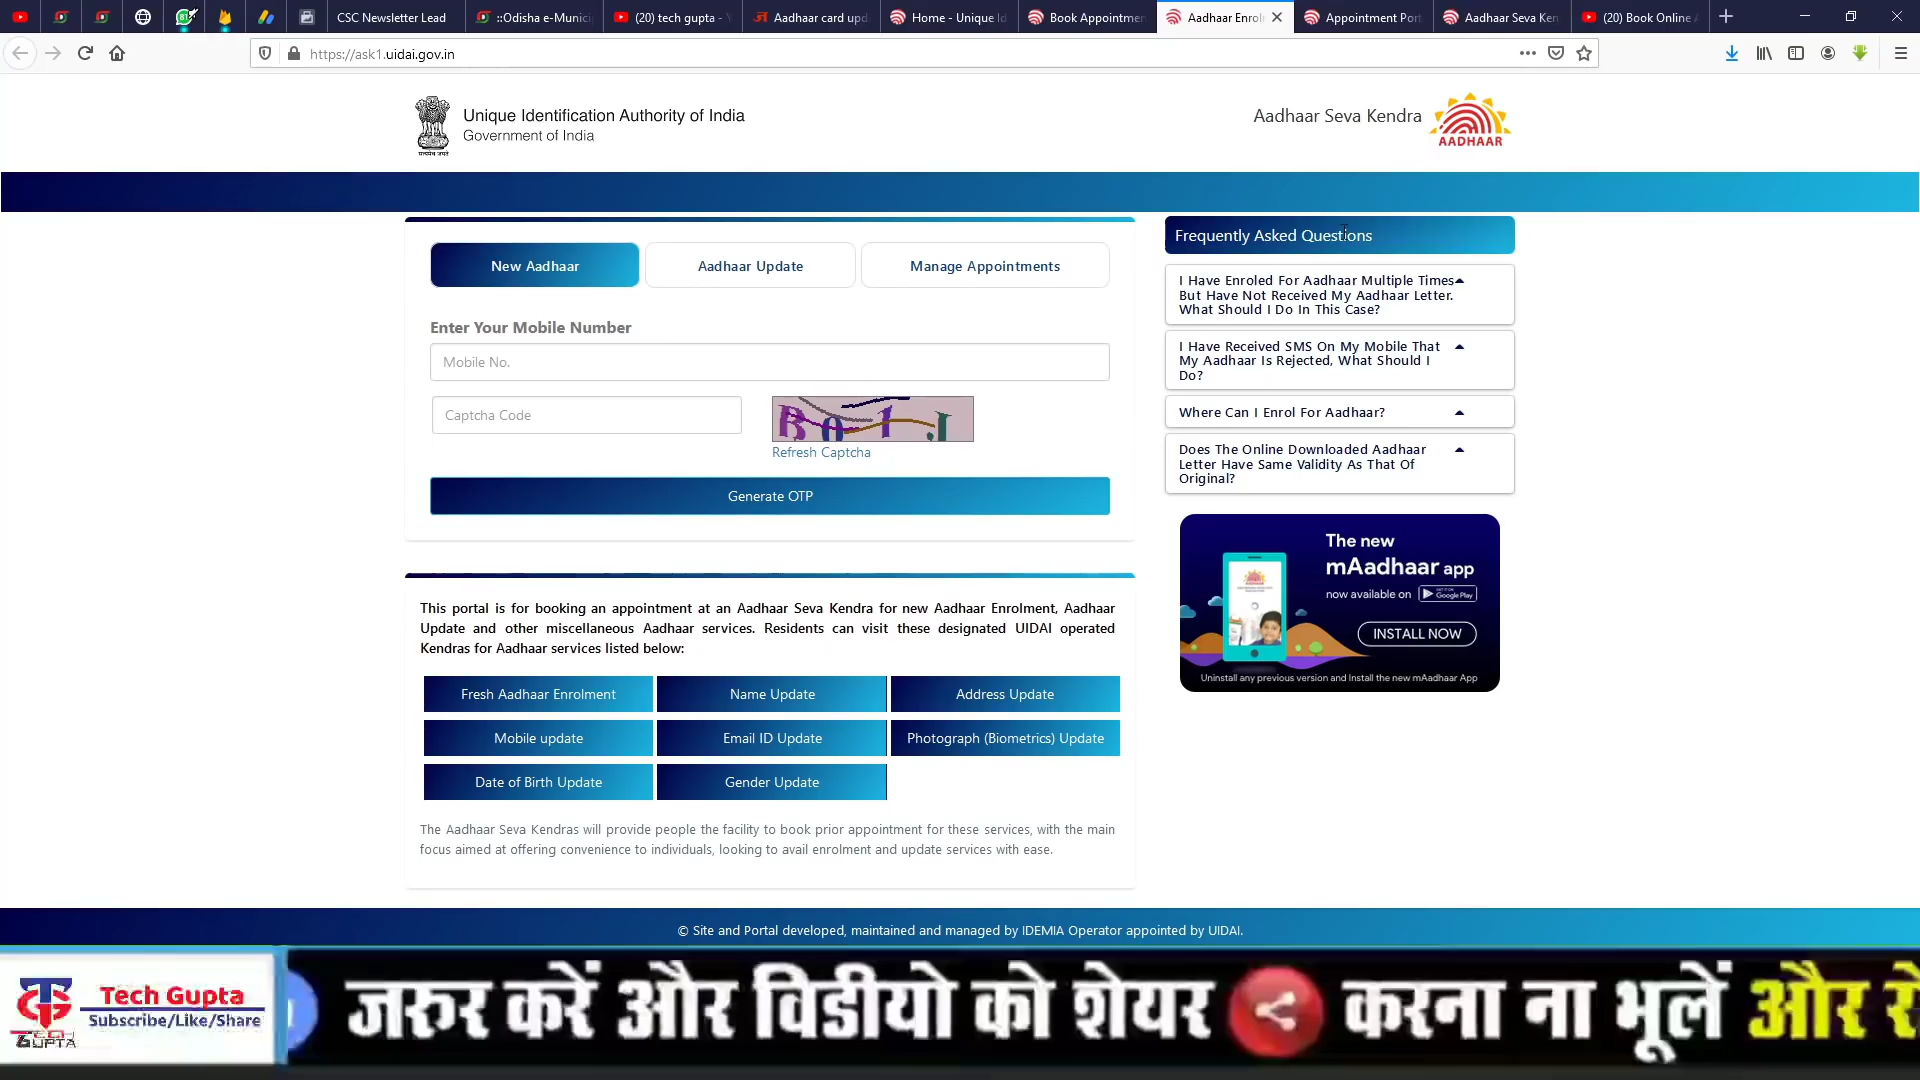 CSC Newsletter Lead
::Odisha e-Munici
(20) tech gupta - Y
Aadhaar card upd
Home - Unique Id
Book Appointmen
Aadhaar Enrol
Appointment Port
Aadhaar Seva Ken
(20) Book Online A
https://ask1.uidai.gov.in
Unique Identification Authority of India
Government of India
Aadhaar Seva Kendra
AADHAAR
New Aadhaar
Aadhaar Update
Manage Appointments
Enter Your Mobile Number
Mobile No.
Captcha Code
Refresh Captcha
Generate OTP
Frequently Asked Questions
I Have Enroled For Aadhaar Multiple Times
But Have Not Received My Aadhaar Letter.
What Should I Do In This Case?
I Have Received SMS On My Mobile That
My Aadhaar Is Rejected, What Should I
Do?
Where Can I Enrol For Aadhaar?
Does The Online Downloaded Aadhaar
Letter Have Same Validity As That Of
Original?
The new
mAadhaar app
now available on
GET IT ON
Google Play
INSTALL NOW
Uninstall any previous version and Install the new mAadhaar App
This portal is for booking an appointment at an Aadhaar Seva Kendra for new Aadhaar Enrolment, Aadhaar
Update and other miscellaneous Aadhaar services. Residents can visit these designated UIDAI operated
Kendras for Aadhaar services listed below:
Fresh Aadhaar Enrolment
Name Update
Address Update
Mobile update
Email ID Update
Photograph (Biometrics) Update
Date of Birth Update
Gender Update
The Aadhaar Seva Kendras will provide people the facility to book prior appointment for these services, with the main
focus aimed at offering convenience to individuals, looking to avail enrolment and update services with ease.
© Site and Portal developed, maintained and managed by IDEMIA Operator appointed by UIDAI.
Tech Gupta
Subscribe/Like/Share
GUPTA
जरुर करें और विडीयो को शेयर करना ना भूलें और रे